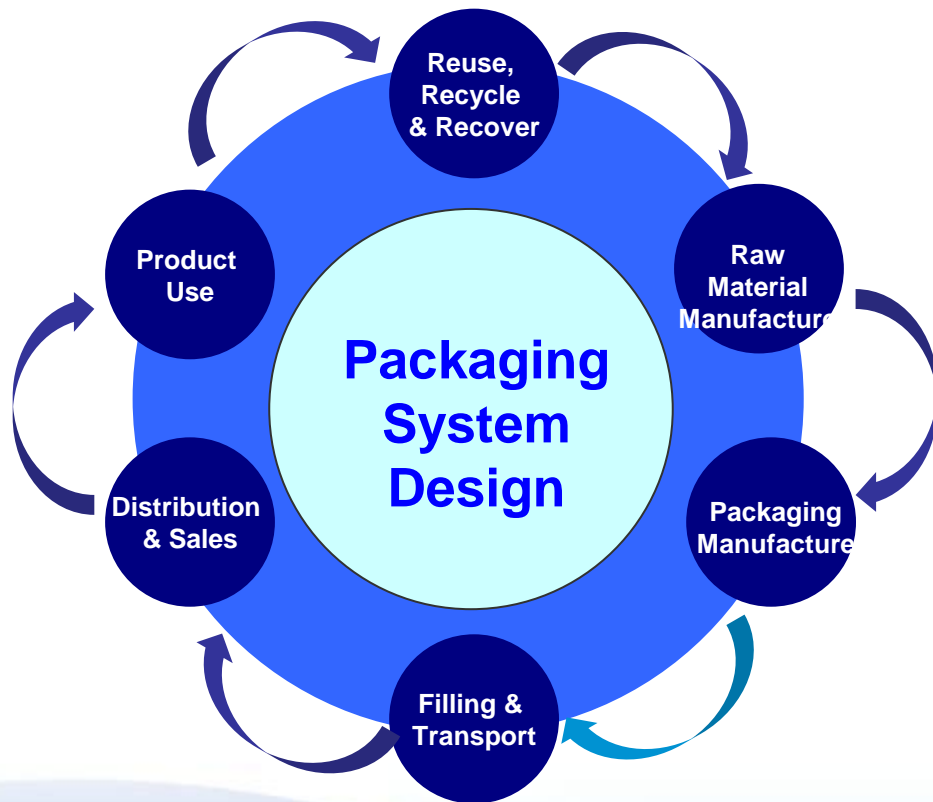 Reuse,
Recycle
& Recover
Raw
Material
Manufacture
Packaging
Manufacture
Filling &
Transport
Distribution
& Sales
Product
Use
Packaging
System
Design